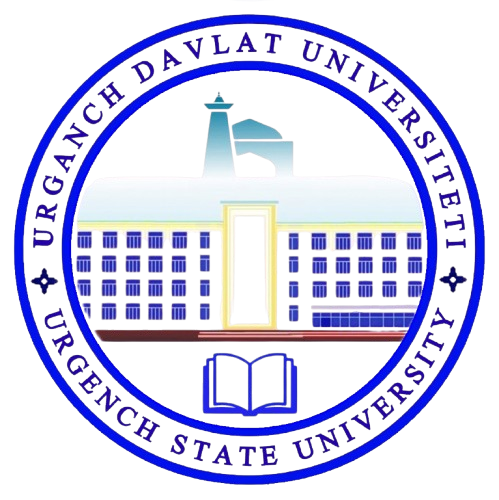 URGANCH DAVLAT UNIVERSITETI
URGENCH STATE UNIVERSITY